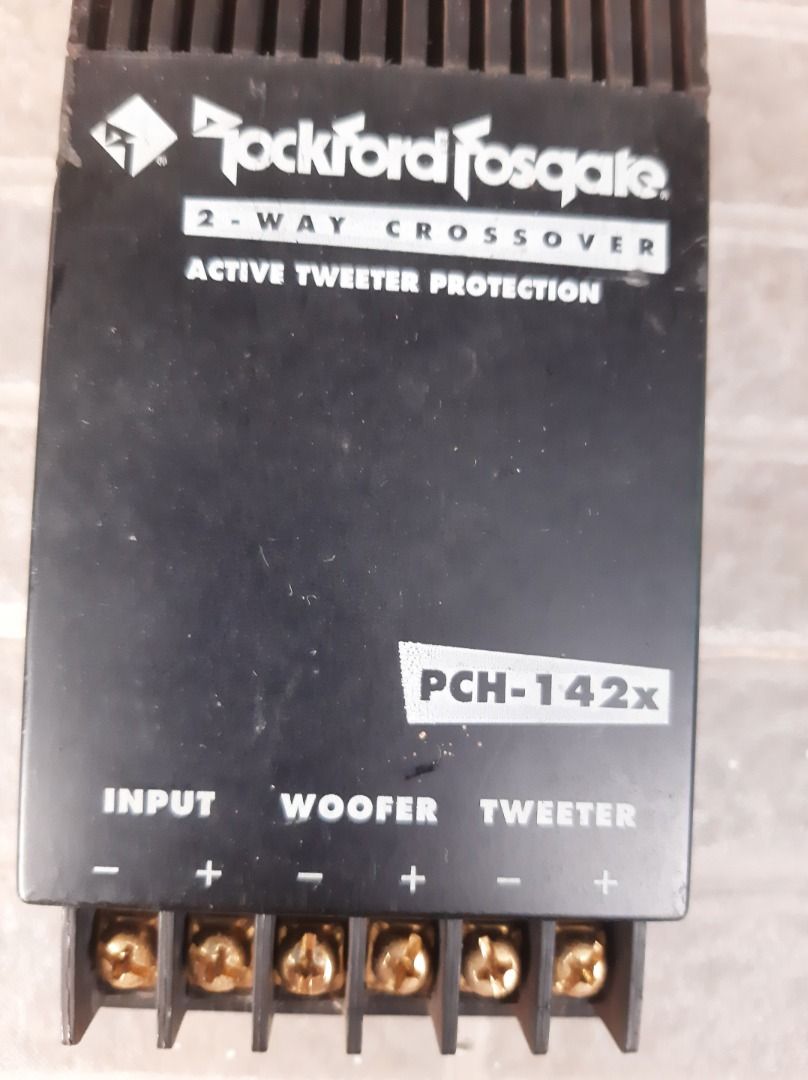 Rockford Fosgate
2-WAY CROSSOVER
ACTIVE TWEETER PROTECTION
PCH-142x
INPUT WOOFER TWEETER
- + - + - +